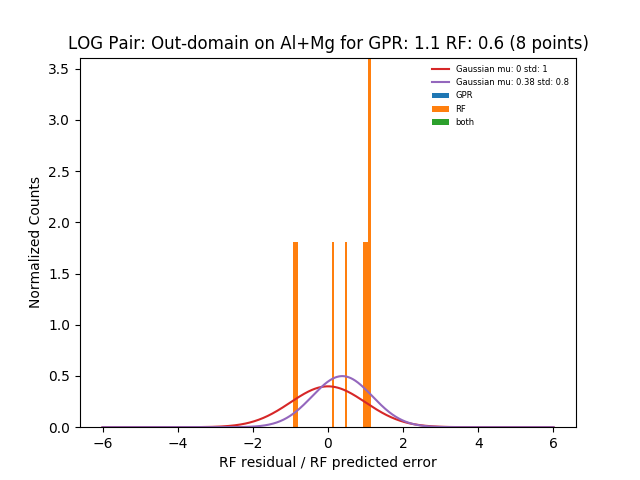 LOG Pair: Out-domain on Al+Mg for GPR: 1.1 RF: 0.6 (8 points)
Gaussian mu: 0 std: 1
Gaussian mu: 0.38 std: 0.8
GPR
RF
both
Normalized Counts
3.5
3.0
2.5
2.0
1.5
1.0
0.5
0.0
−6 −4 −2 0 2 4 6
RF residual / RF predicted error